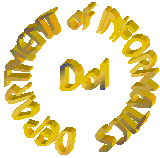 DEPARTMENT of INFORMATICS
DoI